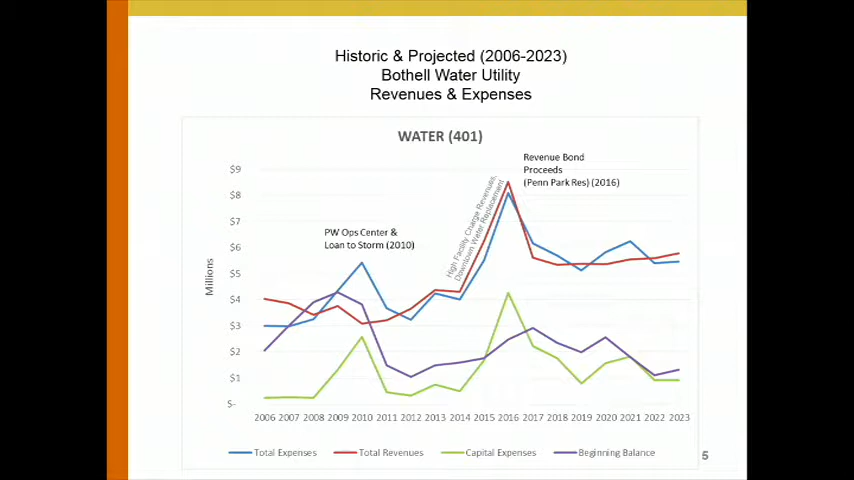 Historic & Projected (2006-2023)
Bothell Water Utility
Revenues & Expenses
WATER (401)
Revenue Bond
Proceeds
(Penn Park Res) (2016)
High Facility Charge Revenues,
Downtown Water Replacement
PW Ops Center &
Loan to Storm (2010)
Millions
$9
$8
$7
$6
$5
$4
$3
$2
$1
$-
2006 2007 2008 2009 2010 2011 2012 2013 2014 2015 2016 2017 2018 2019 2020 2021 2022 2023
Total Expenses Total Revenues Capital Expenses Beginning Balance
5